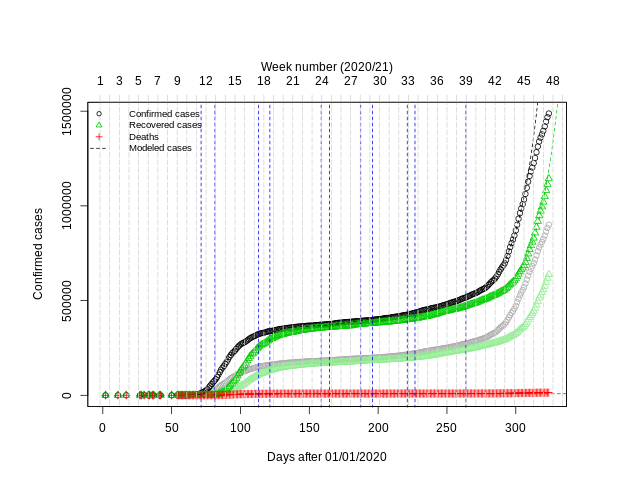 Week number (2020/21)
1 3 5 7 9 12 15 18 21 24 27 30 33 36 39 42 45 48
Confirmed cases
Recovered cases
Deaths
Modeled cases
Confirmed cases
1500000
1000000
500000
0
0 50 100 150 200 250 300
Days after 01/01/2020